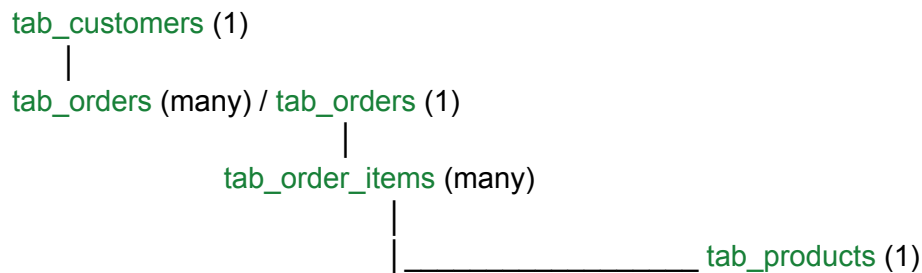 tab_customers (1)
tab_orders (many) / tab_orders (1)
tab_order_items (many)
tab_products (1)